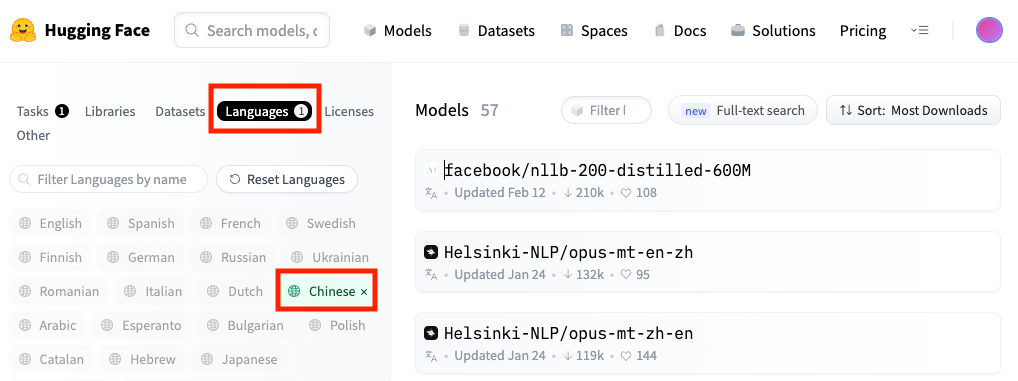 Hugging Face Search models, c Models Datasets Spaces Docs Solutions Pricing
Tasks 1 Libraries Datasets Languages 1 Licenses
Other
Filter Languages by name Reset Languages
English Spanish French Swedish
Finnish German Russian Ukrainian
Romanian Italian Dutch Chinese ×
Arabic Esperanto Bulgarian Polish
Catalan Hebrew Japanese
Models 57 Filter new Full-text search Sort: Most Downloads
facebook/nllb-200-distilled-600M
Updated Feb 12 • 210k • 108
Helsinki-NLP/opus-mt-en-zh
Updated Jan 24 • 132k • 95
Helsinki-NLP/opus-mt-zh-en
Updated Jan 24 • 119k • 144